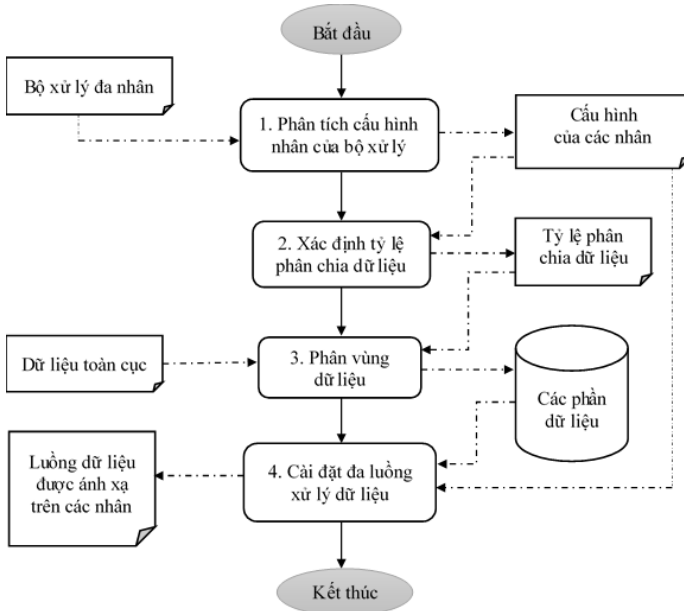 Bắt đầu
Bộ xử lý đa nhân
1. Phân tích cấu hình
nhân của bộ xử lý
Cấu hình
của các nhân
2. Xác định tỷ lệ
phân chia dữ liệu
Tỷ lệ phân
chia dữ liệu
Dữ liệu toàn cục
3. Phân vùng
dữ liệu
Các phần
dữ liệu
Luồng dữ liệu
được ánh xạ
trên các nhân
4. Cài đặt đa luồng
xử lý dữ liệu
Kết thúc